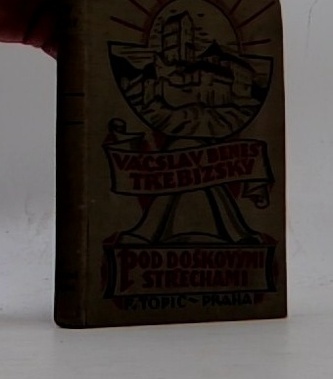 VÁCSLAV BENEŠ
TŘEBÍZSKÝ
POD DOŠKOVÝMI
STŘECHAMI
F. TOPIČ – PRAHA